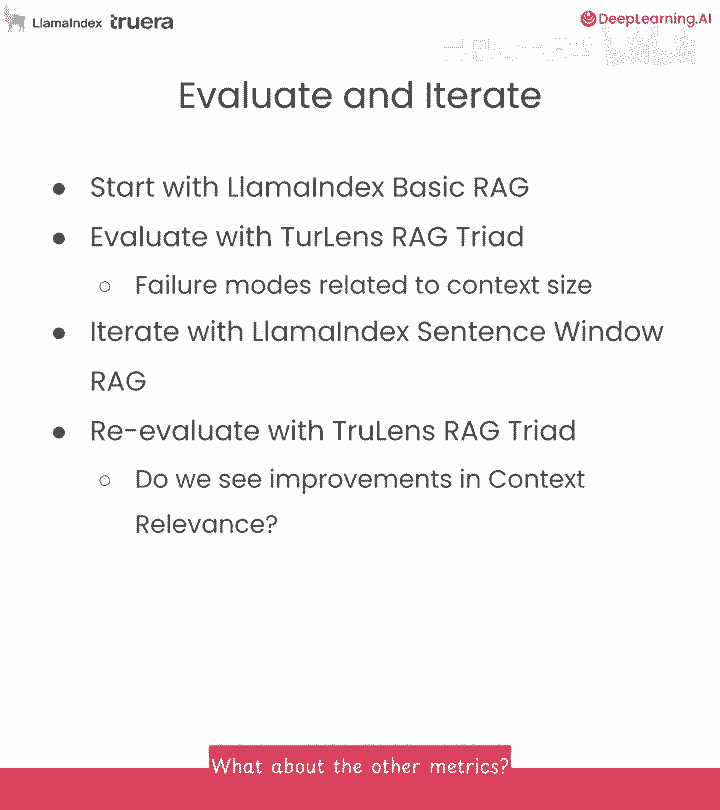 LlamaIndex truera DeepLearning.AI
Evaluate and Iterate
● Start with LlamaIndex Basic RAG
● Evaluate with TurLens RAG Triad
○ Failure modes related to context size
● Iterate with LlamaIndex Sentence Window
RAG
● Re-evaluate with TruLens RAG Triad
○ Do we see improvements in Context
Relevance?
What about the other metrics?